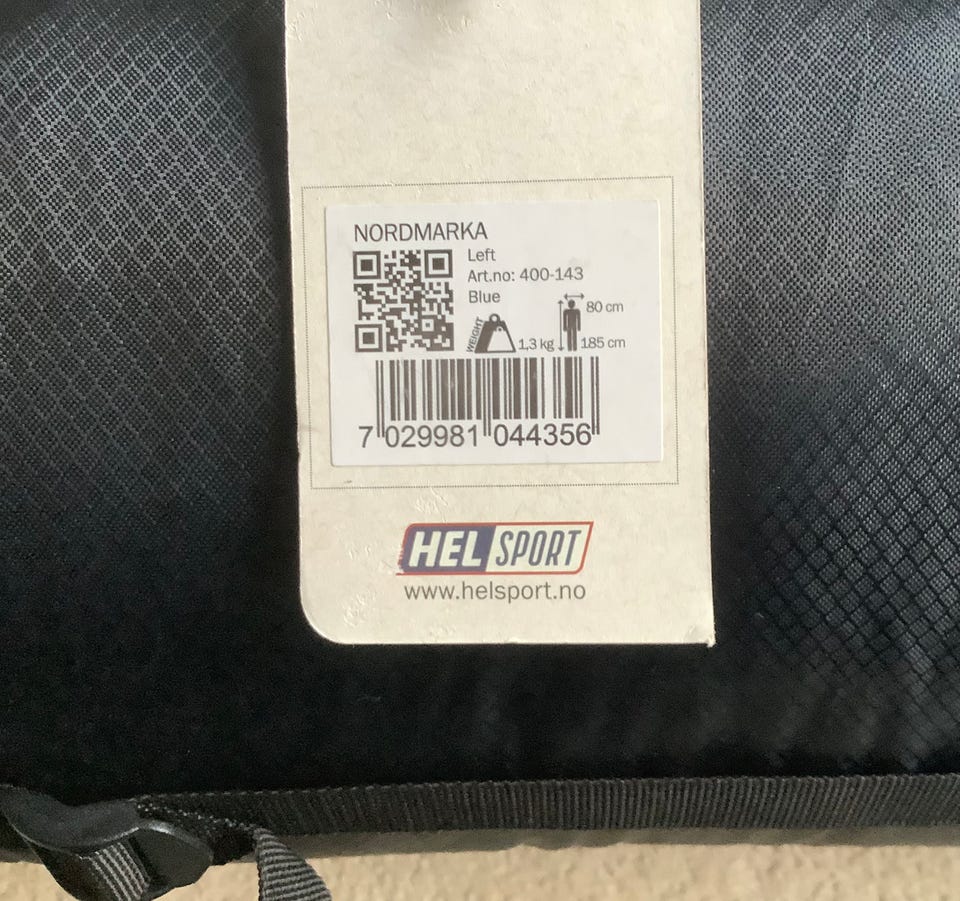 NORDMARKA
Left
Art.no: 400-143
Blue
80 cm
WEIGHT
1,3 kg
185 cm
7 029981 044356
HEL SPORT
www.helsport.no